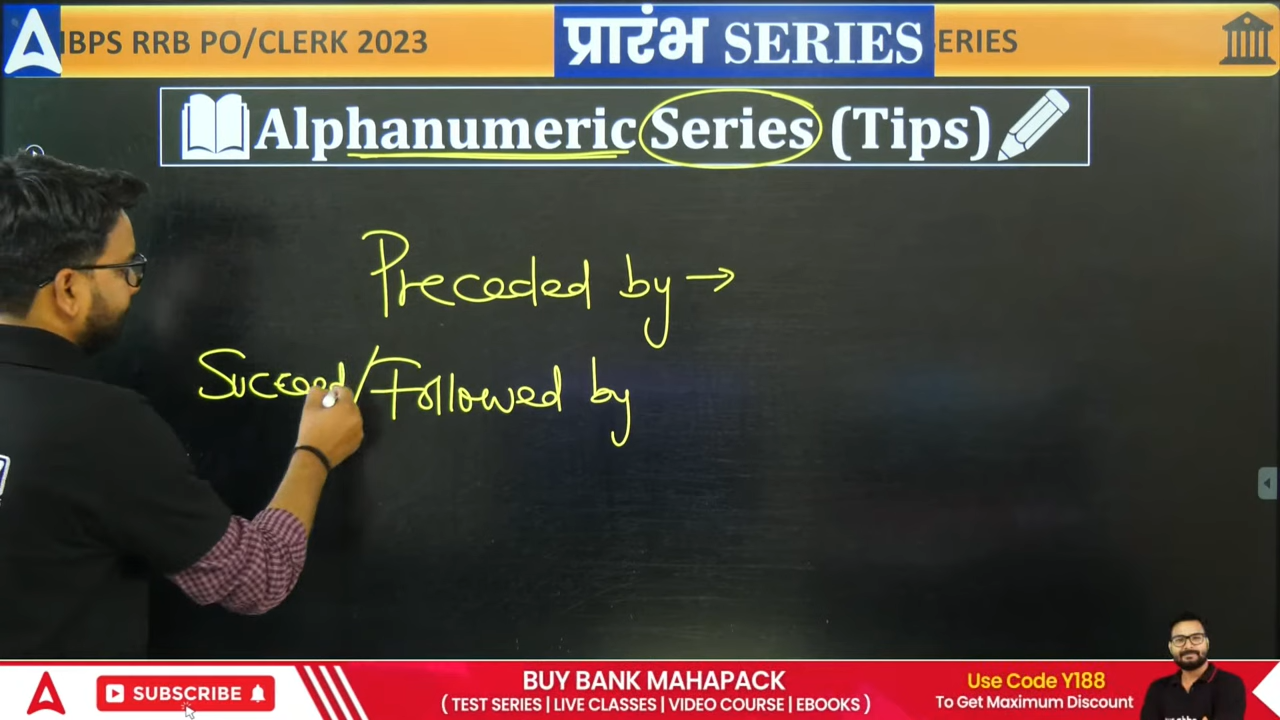 IBPS RRB PO/CLERK 2023
प्रारंभ SERIES
ERIES
Alphanumeric Series (Tips)
Preceded by →
Succeed/Followed by
SUBSCRIBE
BUY BANK MAHAPACK
( TEST SERIES | LIVE CLASSES | VIDEO COURSE | EBOOKS )
Use Code Y188
To Get Maximum Discount